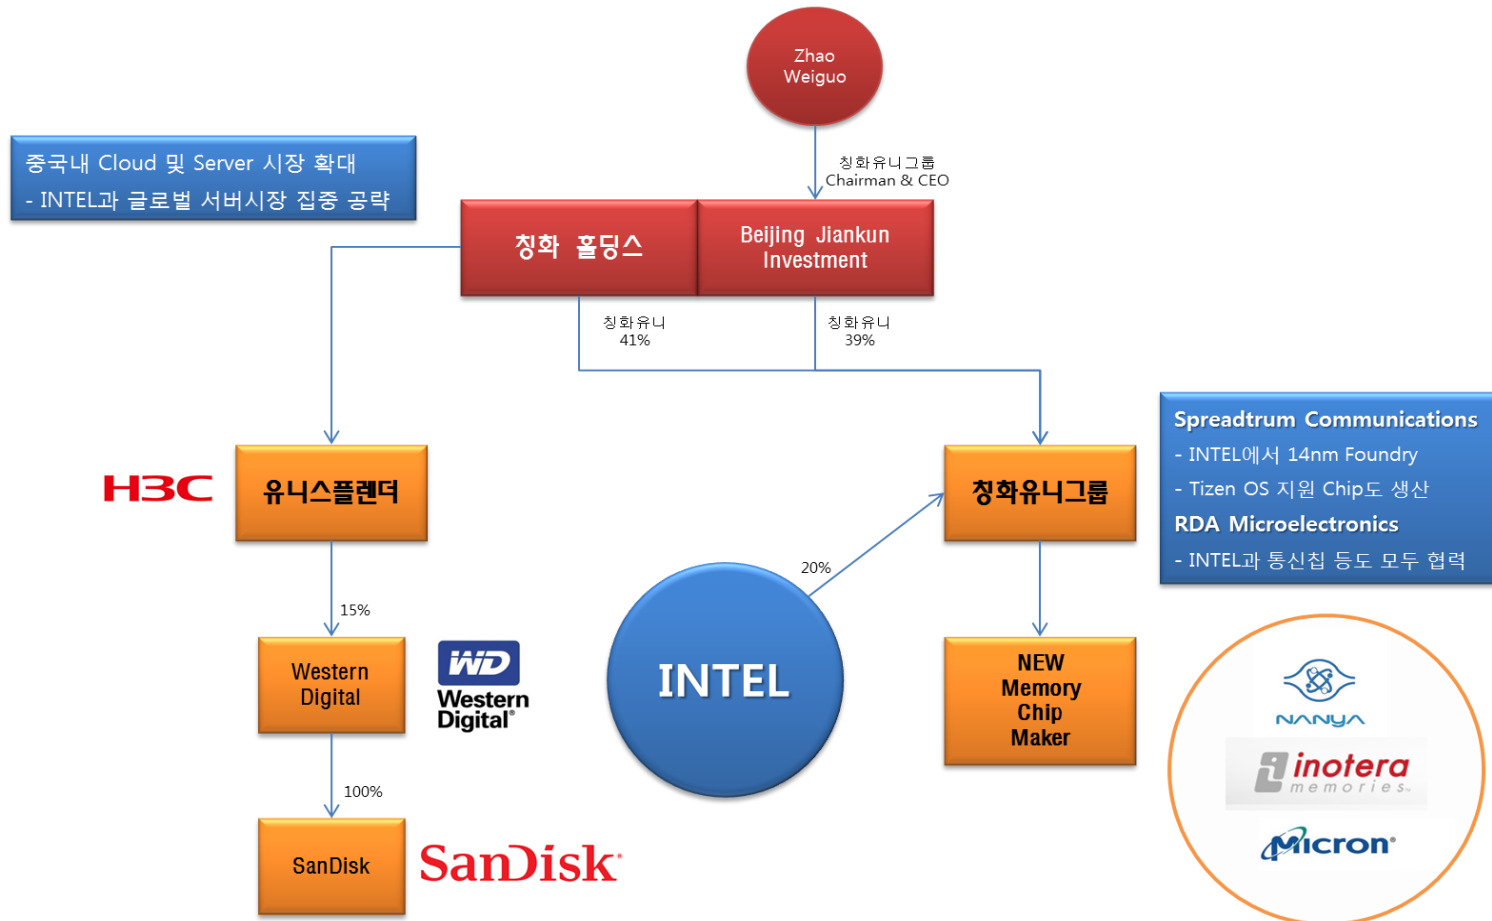 Zhao
Weiguo
칭화유니그룹
Chairman & CEO
중국내 Cloud 및 Server 시장 확대
- INTEL과 글로벌 서버시장 집중 공략
칭화 홀딩스
Beijing Jiankun
Investment
칭화유니
41%
칭화유니
39%
H3C
유니스플렌더
칭화유니그룹
Spreadtrum Communications
- INTEL에서 14nm Foundry
- Tizen OS 지원 Chip도 생산
RDA Microelectronics
- INTEL과 통신칩 등도 모두 협력
20%
15%
Western
Digital
WD
Western
Digital®
INTEL
NEW
Memory
Chip
Maker
NANYA
inotera
memories™
Micron®
100%
SanDisk
SanDisk®